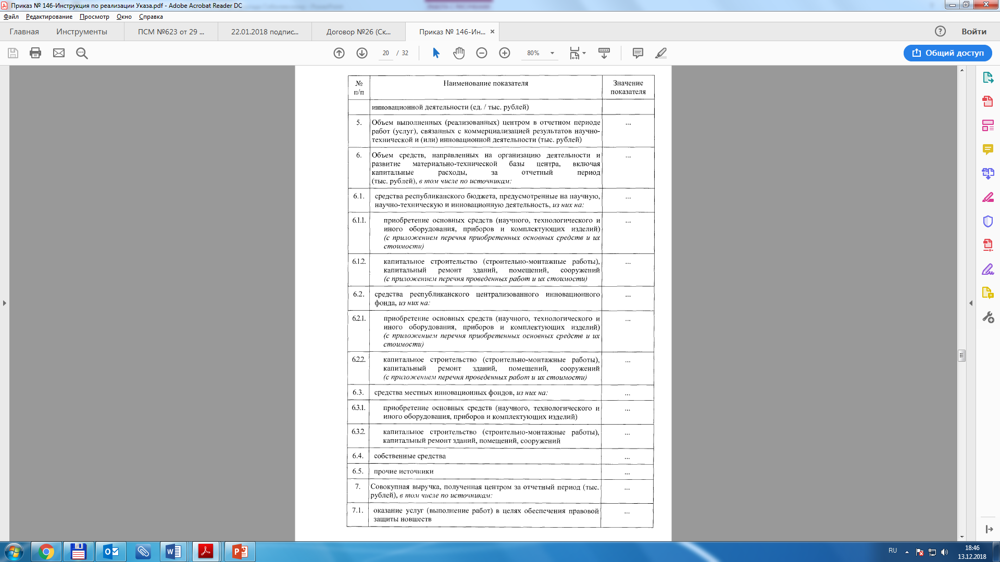 Приказ № 146-Инструкция по реализации Указа.pdf - Adobe Acrobat Reader DC
Файл Редактирование Просмотр Окно Справка
Главная Инструменты ПСМ №623 от 29 ... 22.01.2018 подпис... Договор №26 (Ск... Приказ № 146-Ин... Войти
20 / 32 80% Общий доступ
№ п/п Наименование показателя Значение показателя
инновационной деятельности (ед. / тыс. рублей)
5. Объем выполненных (реализованных) центром в отчетном периоде ...
работ (услуг), связанных с коммерциализацией результатов научно-
технической и (или) инновационной деятельности (тыс. рублей)
6. Объем средств, направленных на организацию деятельности и ...
развитие материально-технической базы центра, включая
капитальные расходы, за отчетный период
(тыс. рублей), в том числе по источникам:
6.1. средства республиканского бюджета, предусмотренные на научную, ...
научно-техническую и инновационную деятельность, из них на:
6.1.1. приобретение основных средств (научного, технологического и ...
иного оборудования, приборов и комплектующих изделий)
(с приложением перечня приобретенных основных средств и их
стоимости)
6.1.2. капитальное строительство (строительно-монтажные работы), ...
капитальный ремонт зданий, помещений, сооружений
(с приложением перечня проведенных работ и их стоимости)
6.2. средства республиканского централизованного инновационного ...
фонда, из них на:
6.2.1. приобретение основных средств (научного, технологического и ...
иного оборудования, приборов и комплектующих изделий)
(с приложением перечня приобретенных основных средств и их
стоимости)
6.2.2. капитальное строительство (строительно-монтажные работы), ...
капитальный ремонт зданий, помещений, сооружений
(с приложением перечня проведенных работ и их стоимости)
6.3. средства местных инновационных фондов, из них на: ...
6.3.1. приобретение основных средств (научного, технологического и ...
иного оборудования, приборов и комплектующих изделий)
6.3.2. капитальное строительство (строительно-монтажные работы), ...
капитальный ремонт зданий, помещений, сооружений
6.4. собственные средства ...
6.5. прочие источники ...
7. Совокупная выручка, полученная центром за отчетный период (тыс. ...
рублей), в том числе по источникам:
7.1. оказание услуг (выполнение работ) в целях обеспечения правовой ...
защиты новшеств
RU 18:46
13.12.2018